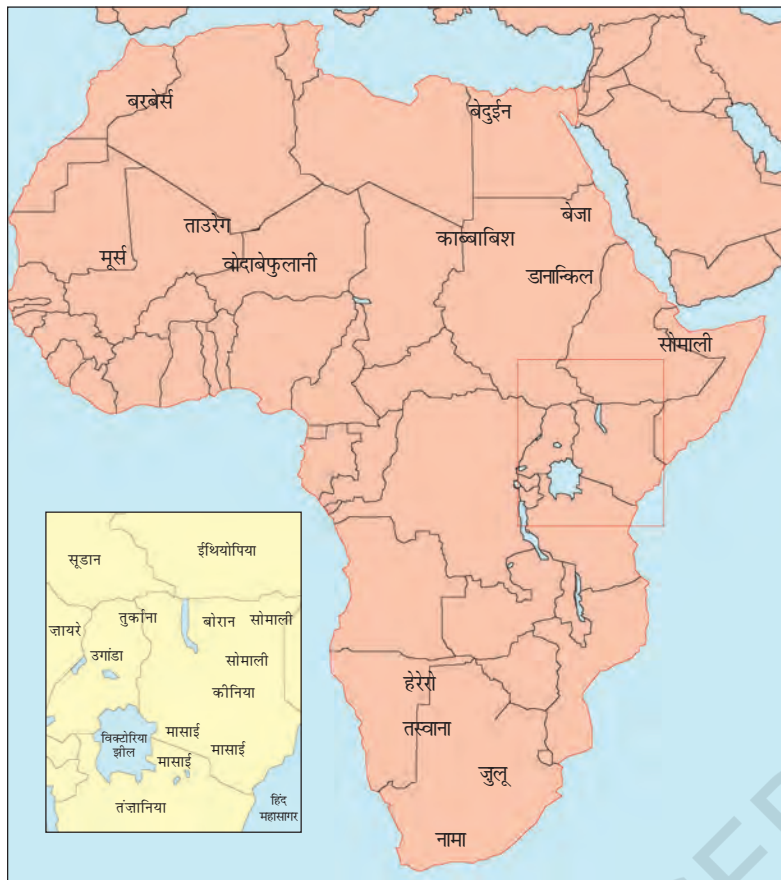 बरबेर्स
बेदुईन
बेजा
ताउरेग
काब्बाबिश
मूर्स
वोदाबेफुलानी
डानान्किल
सोमाली
ईथियोपिया
सूडान
तुर्काना
बोरान
सोमाली
ज़ायरे
उगांडा
सोमाली
कीनिया
मासाई
विक्टोरिया
झील
मासाई
मासाई
तंज़ानिया
हिंद
महासागर
हेरेरो
तस्वाना
ज़ुलू
नामा